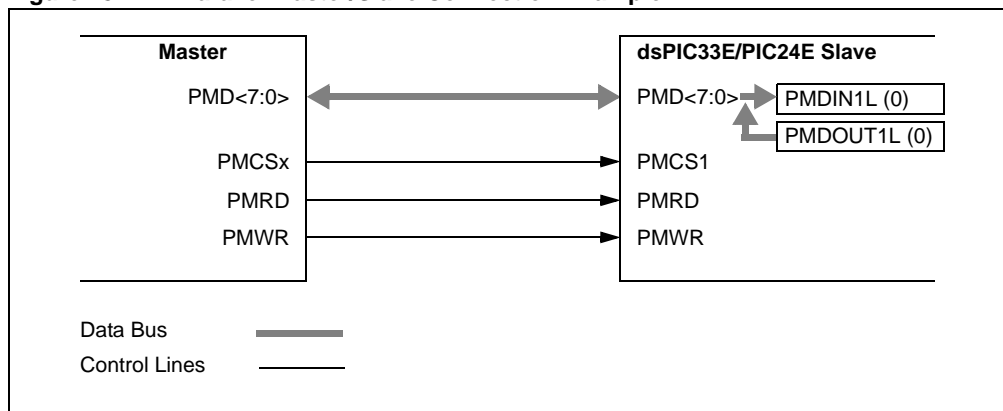 Master
dsPIC33E/PIC24E Slave
PMD<7:0>
PMD<7:0>
PMDIN1L (0)
PMDOUT1L (0)
PMCSx
PMCS1
PMRD
PMRD
PMWR
PMWR
Data Bus
Control Lines